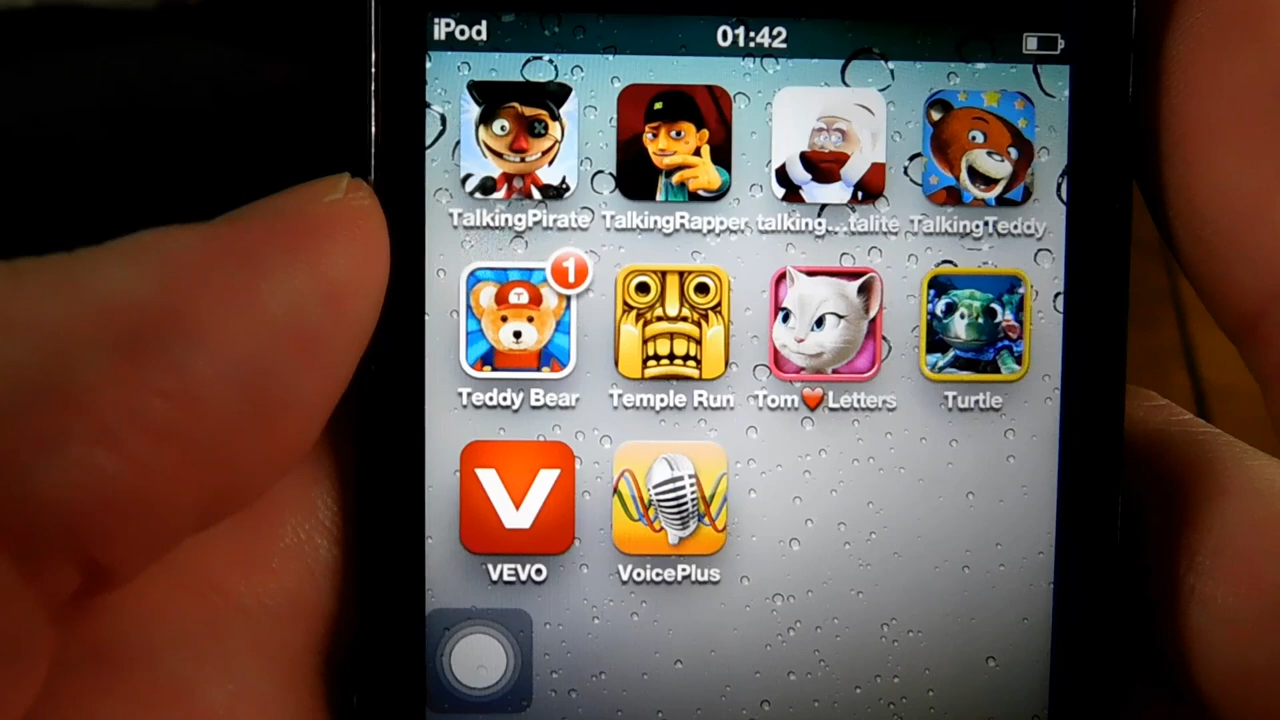 iPod 01:42
TalkingPirate TalkingRapper talking...talite TalkingTeddy
1
T
Teddy Bear Temple Run Tom❤Letters Turtle
V
VEVO VoicePlus